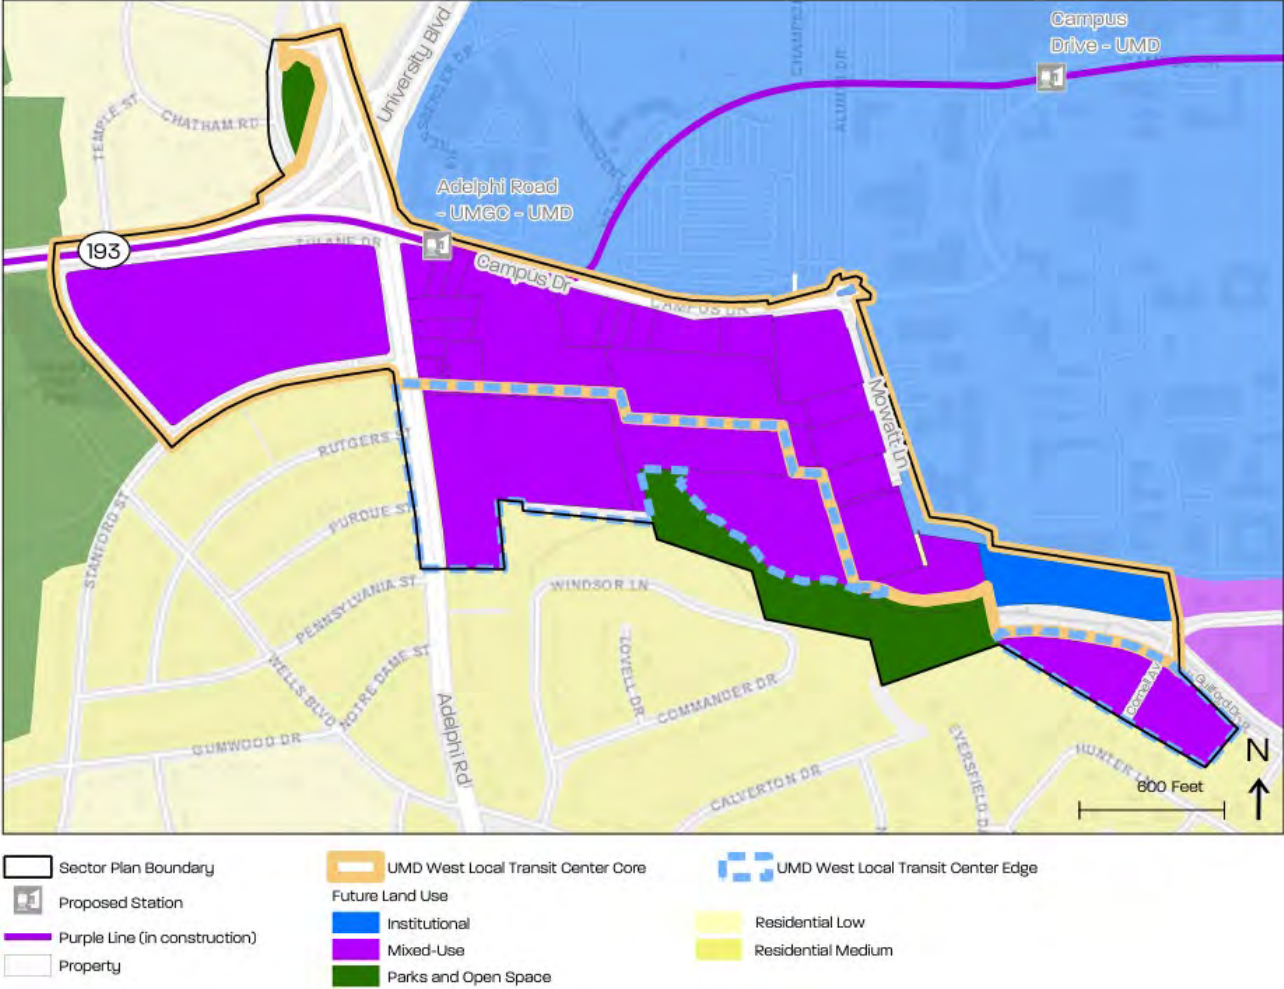 Campus
Drive - UMD
University Blvd
CHATHAM RD
TEMPLE ST
ALUMNI DR
Adelphi Road
- UMGC - UMD
193
TULANE DR
Campus Dr
CAMPUS DR
Mowatt Ln
RUTGERS ST
PURDUE ST
STANFORD ST
PENNSYLVANIA ST
WELLS BLVD
NOTRE DAME ST
GUMWOOD DR
Adelphi Rd
WINDSOR LN
LOVELL DR
COMMANDER DR
CALVERTON DR
EVERSFIELD D
HUNTER LN
Cornell Av
Guilford Dr
N
600 Feet
Sector Plan Boundary
Proposed Station
Purple Line (in construction)
Property
UMD West Local Transit Center Core
Future Land Use
Institutional
Mixed-Use
Parks and Open Space
UMD West Local Transit Center Edge
Residential Low
Residential Medium